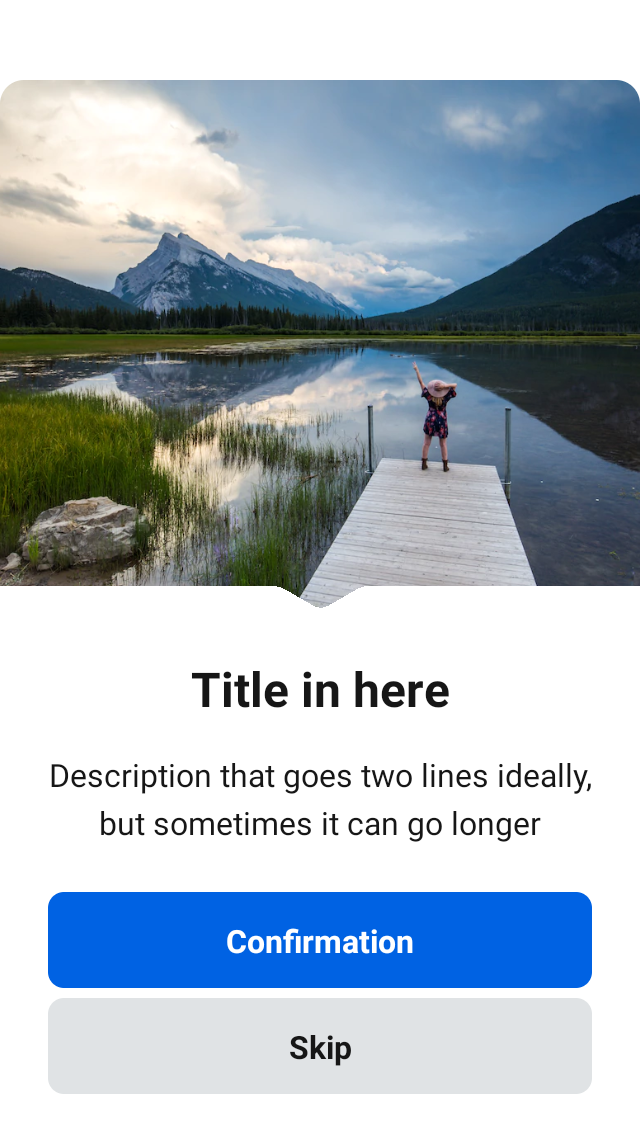 Title in here
Description that goes two lines ideally,
but sometimes it can go longer
Confirmation
Skip